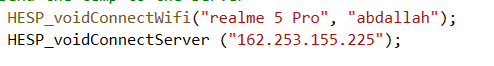 HESP_voidConnectWifi("realme 5 Pro", "abdallah");
HESP_voidConnectServer ("162.253.155.225");